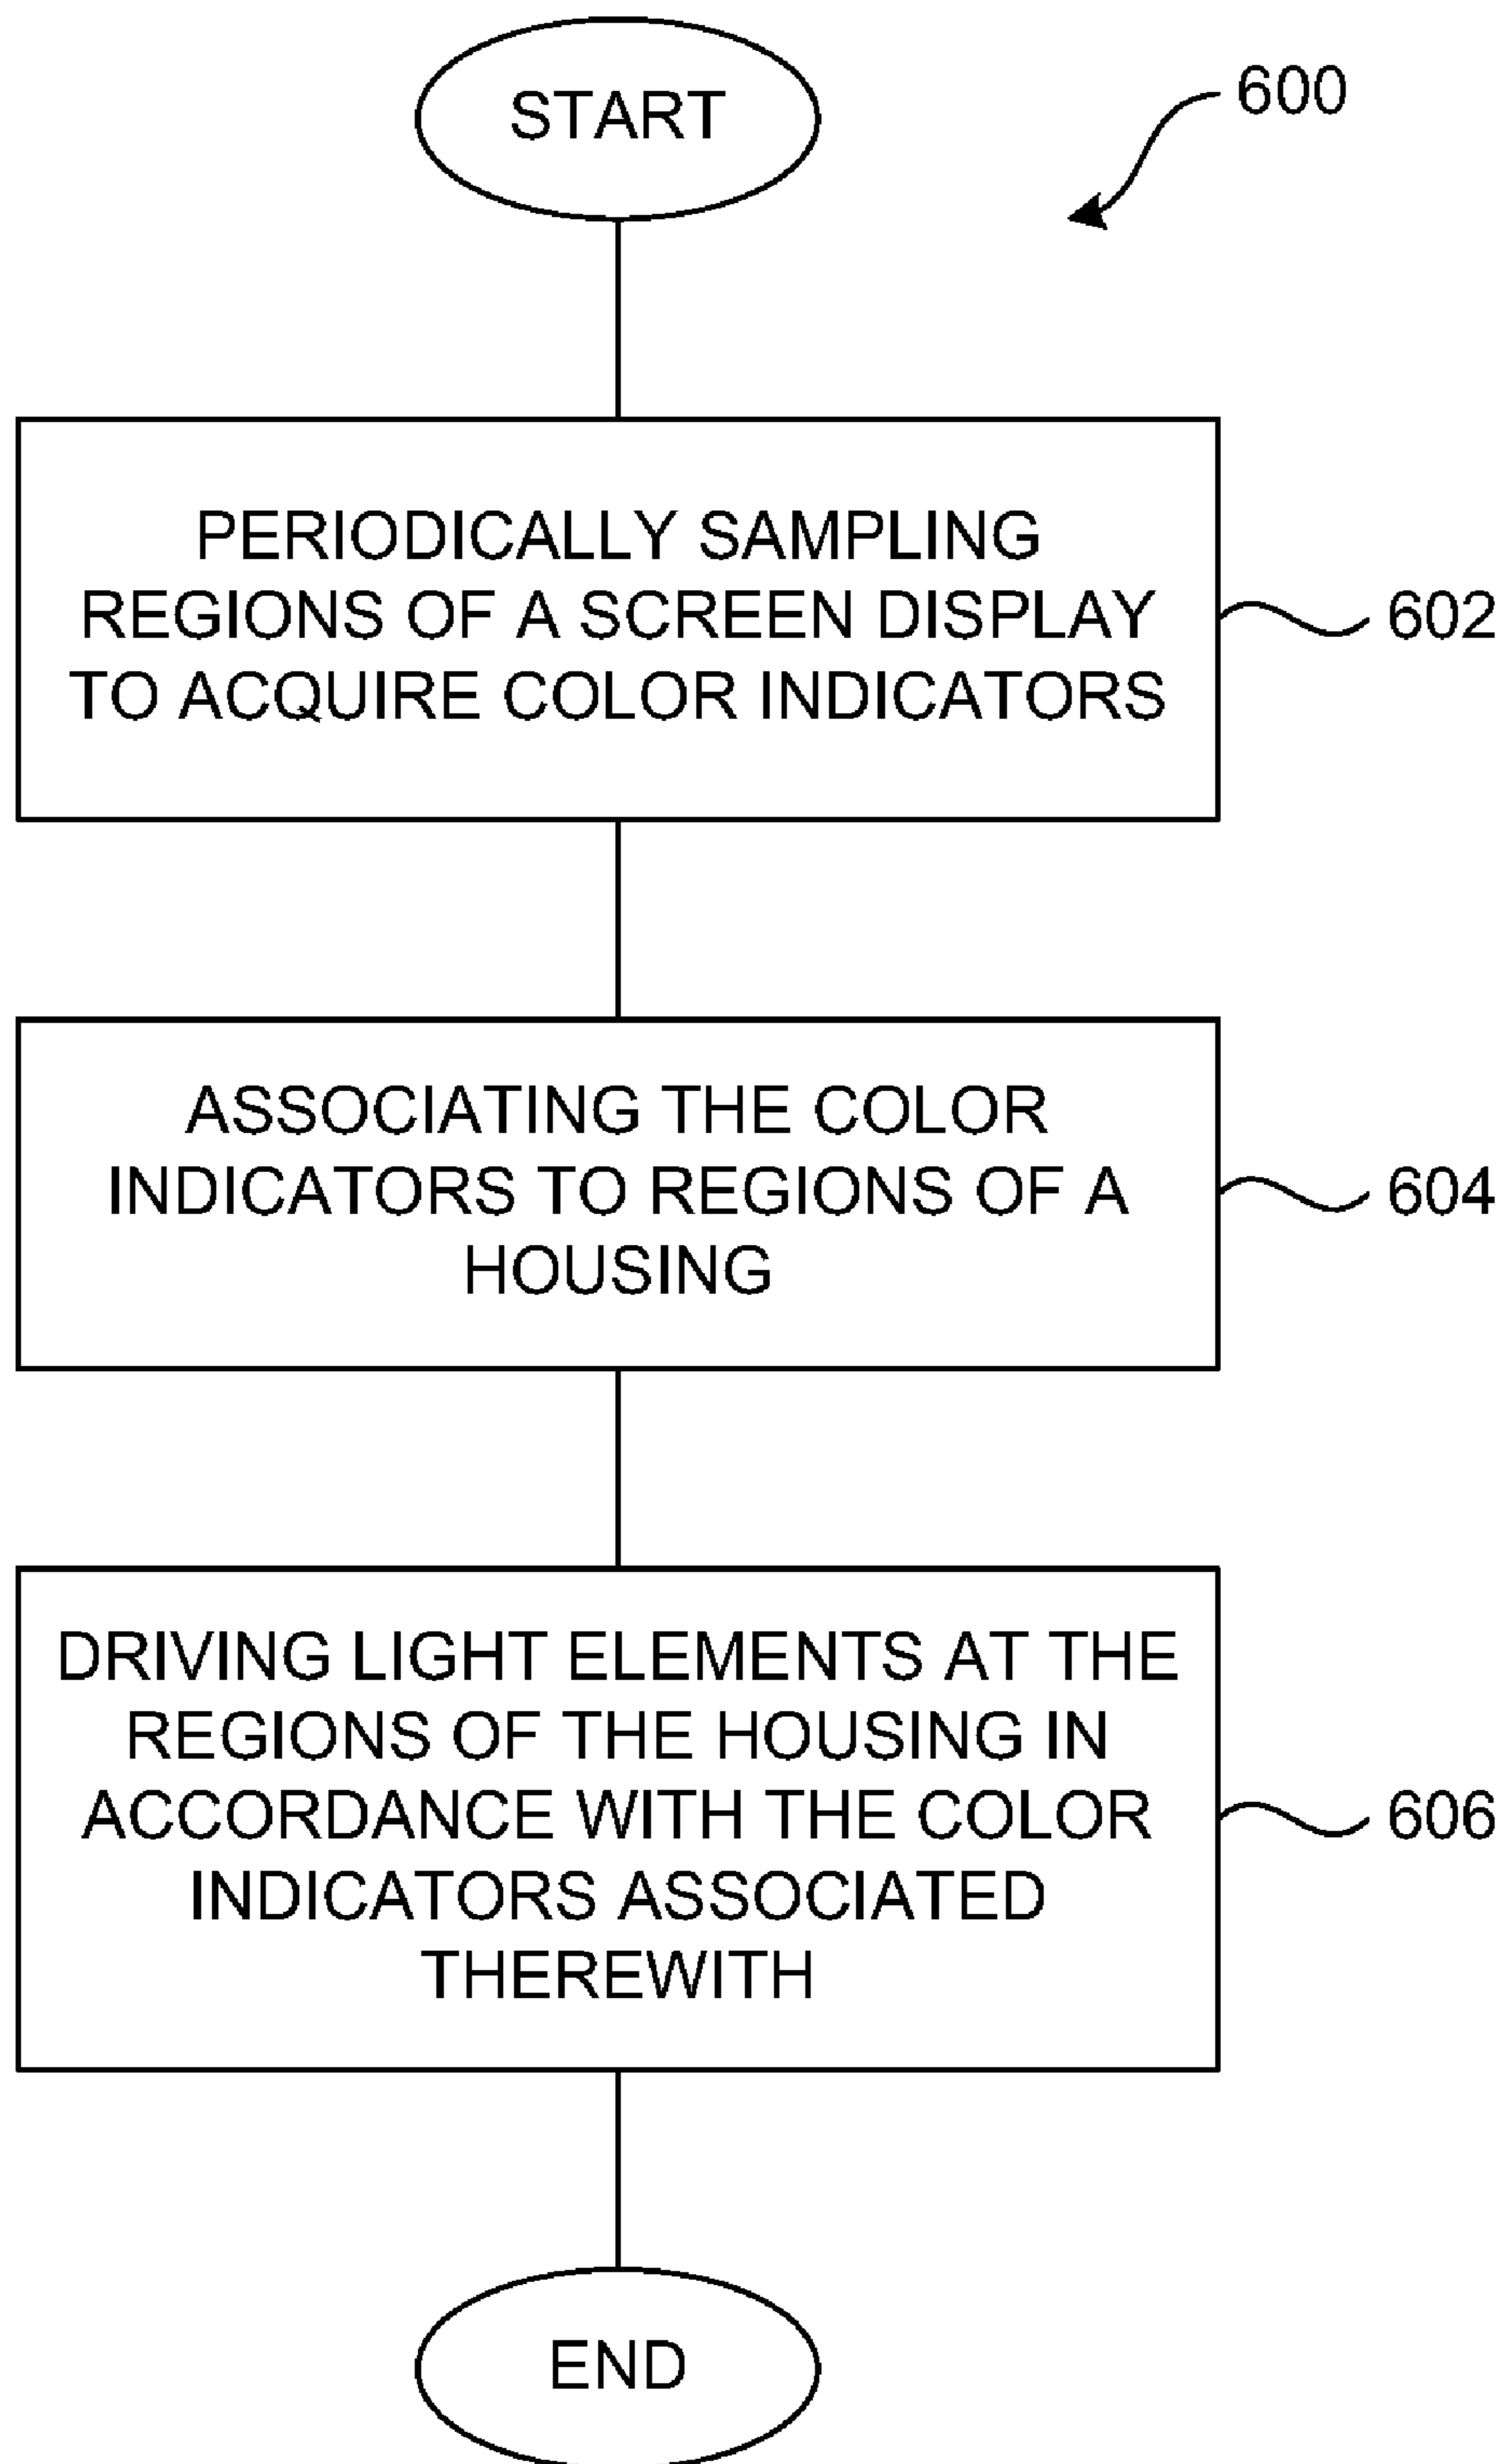 START
600
PERIODICALLY SAMPLING
REGIONS OF A SCREEN DISPLAY
TO ACQUIRE COLOR INDICATORS
602
ASSOCIATING THE COLOR
INDICATORS TO REGIONS OF A
HOUSING
604
DRIVING LIGHT ELEMENTS AT THE
REGIONS OF THE HOUSING IN
ACCORDANCE WITH THE COLOR
INDICATORS ASSOCIATED
THEREWITH
606
END